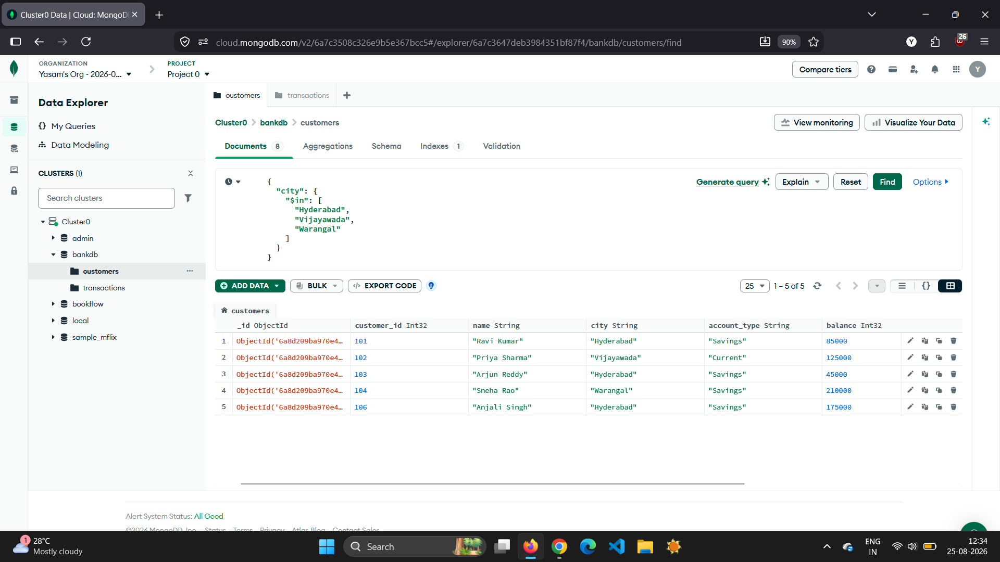 Cluster0 Data | Cloud: MongoDB
cloud.mongodb.com/v2/6a7c3508c326e9b5e367bcc5#/explorer/6a7c3647deb3984351bf87f4/bankdb/customers/find
90%
Y
26
ORGANIZATION
Yasam's Org - 2026-0...
PROJECT
Project 0
Compare tiers
Y
Data Explorer
My Queries
Data Modeling
CLUSTERS (1)
Search clusters
Cluster0
admin
bankdb
customers
transactions
bookflow
local
sample_mflix
customers
transactions
Cluster0 > bankdb > customers
View monitoring
Visualize Your Data
Documents 8
Aggregations
Schema
Indexes 1
Validation
{
"city": {
"$in": [
"Hyderabad",
"Vijayawada",
"Warangal"
]
}
}
Generate query
Explain
Reset
Find
Options
ADD DATA
BULK
EXPORT CODE
25
1 – 5 of 5
customers
_id ObjectId customer_id Int32 name String city String account_type String balance Int32
1 ObjectId('6a8d209ba970e4… 101 "Ravi Kumar" "Hyderabad" "Savings" 85000
2 ObjectId('6a8d209ba970e4… 102 "Priya Sharma" "Vijayawada" "Current" 125000
3 ObjectId('6a8d209ba970e4… 103 "Arjun Reddy" "Hyderabad" "Savings" 45000
4 ObjectId('6a8d209ba970e4… 104 "Sneha Rao" "Warangal" "Savings" 210000
5 ObjectId('6a8d209ba970e4… 106 "Anjali Singh" "Hyderabad" "Savings" 175000
Alert System Status: All Good
©2026 MongoDB, Inc. Status Terms Privacy Atlas Blog Contact Sales
1
28°C
Mostly cloudy
Search
ENG
IN
12:34
25-08-2026